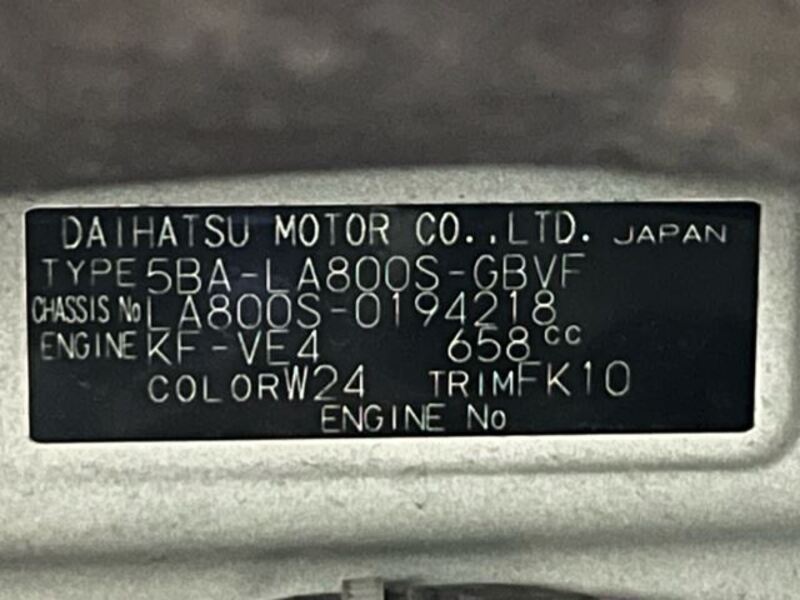 DAIHATSU MOTOR CO.,LTD. JAPAN
TYPE 5BA-LA800S-GBVF
CHASSIS No LA800S-0194218
ENGINE KF-VE4 658cc
COLOR W24 TRIM FK10
ENGINE No